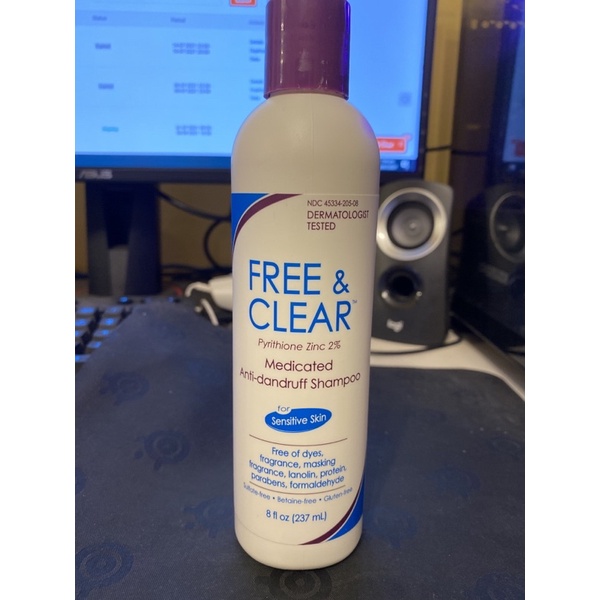 NDC 45334-205-08
DERMATOLOGIST
TESTED
FREE &
CLEAR™
Pyrithione Zinc 2%
Medicated
Anti-dandruff Shampoo
for
Sensitive Skin
Free of dyes,
fragrance, masking
fragrance, lanolin, protein,
parabens, formaldehyde
Sulfate-free • Betaine-free • Gluten-free
8 fl oz (237 mL)
ASUS